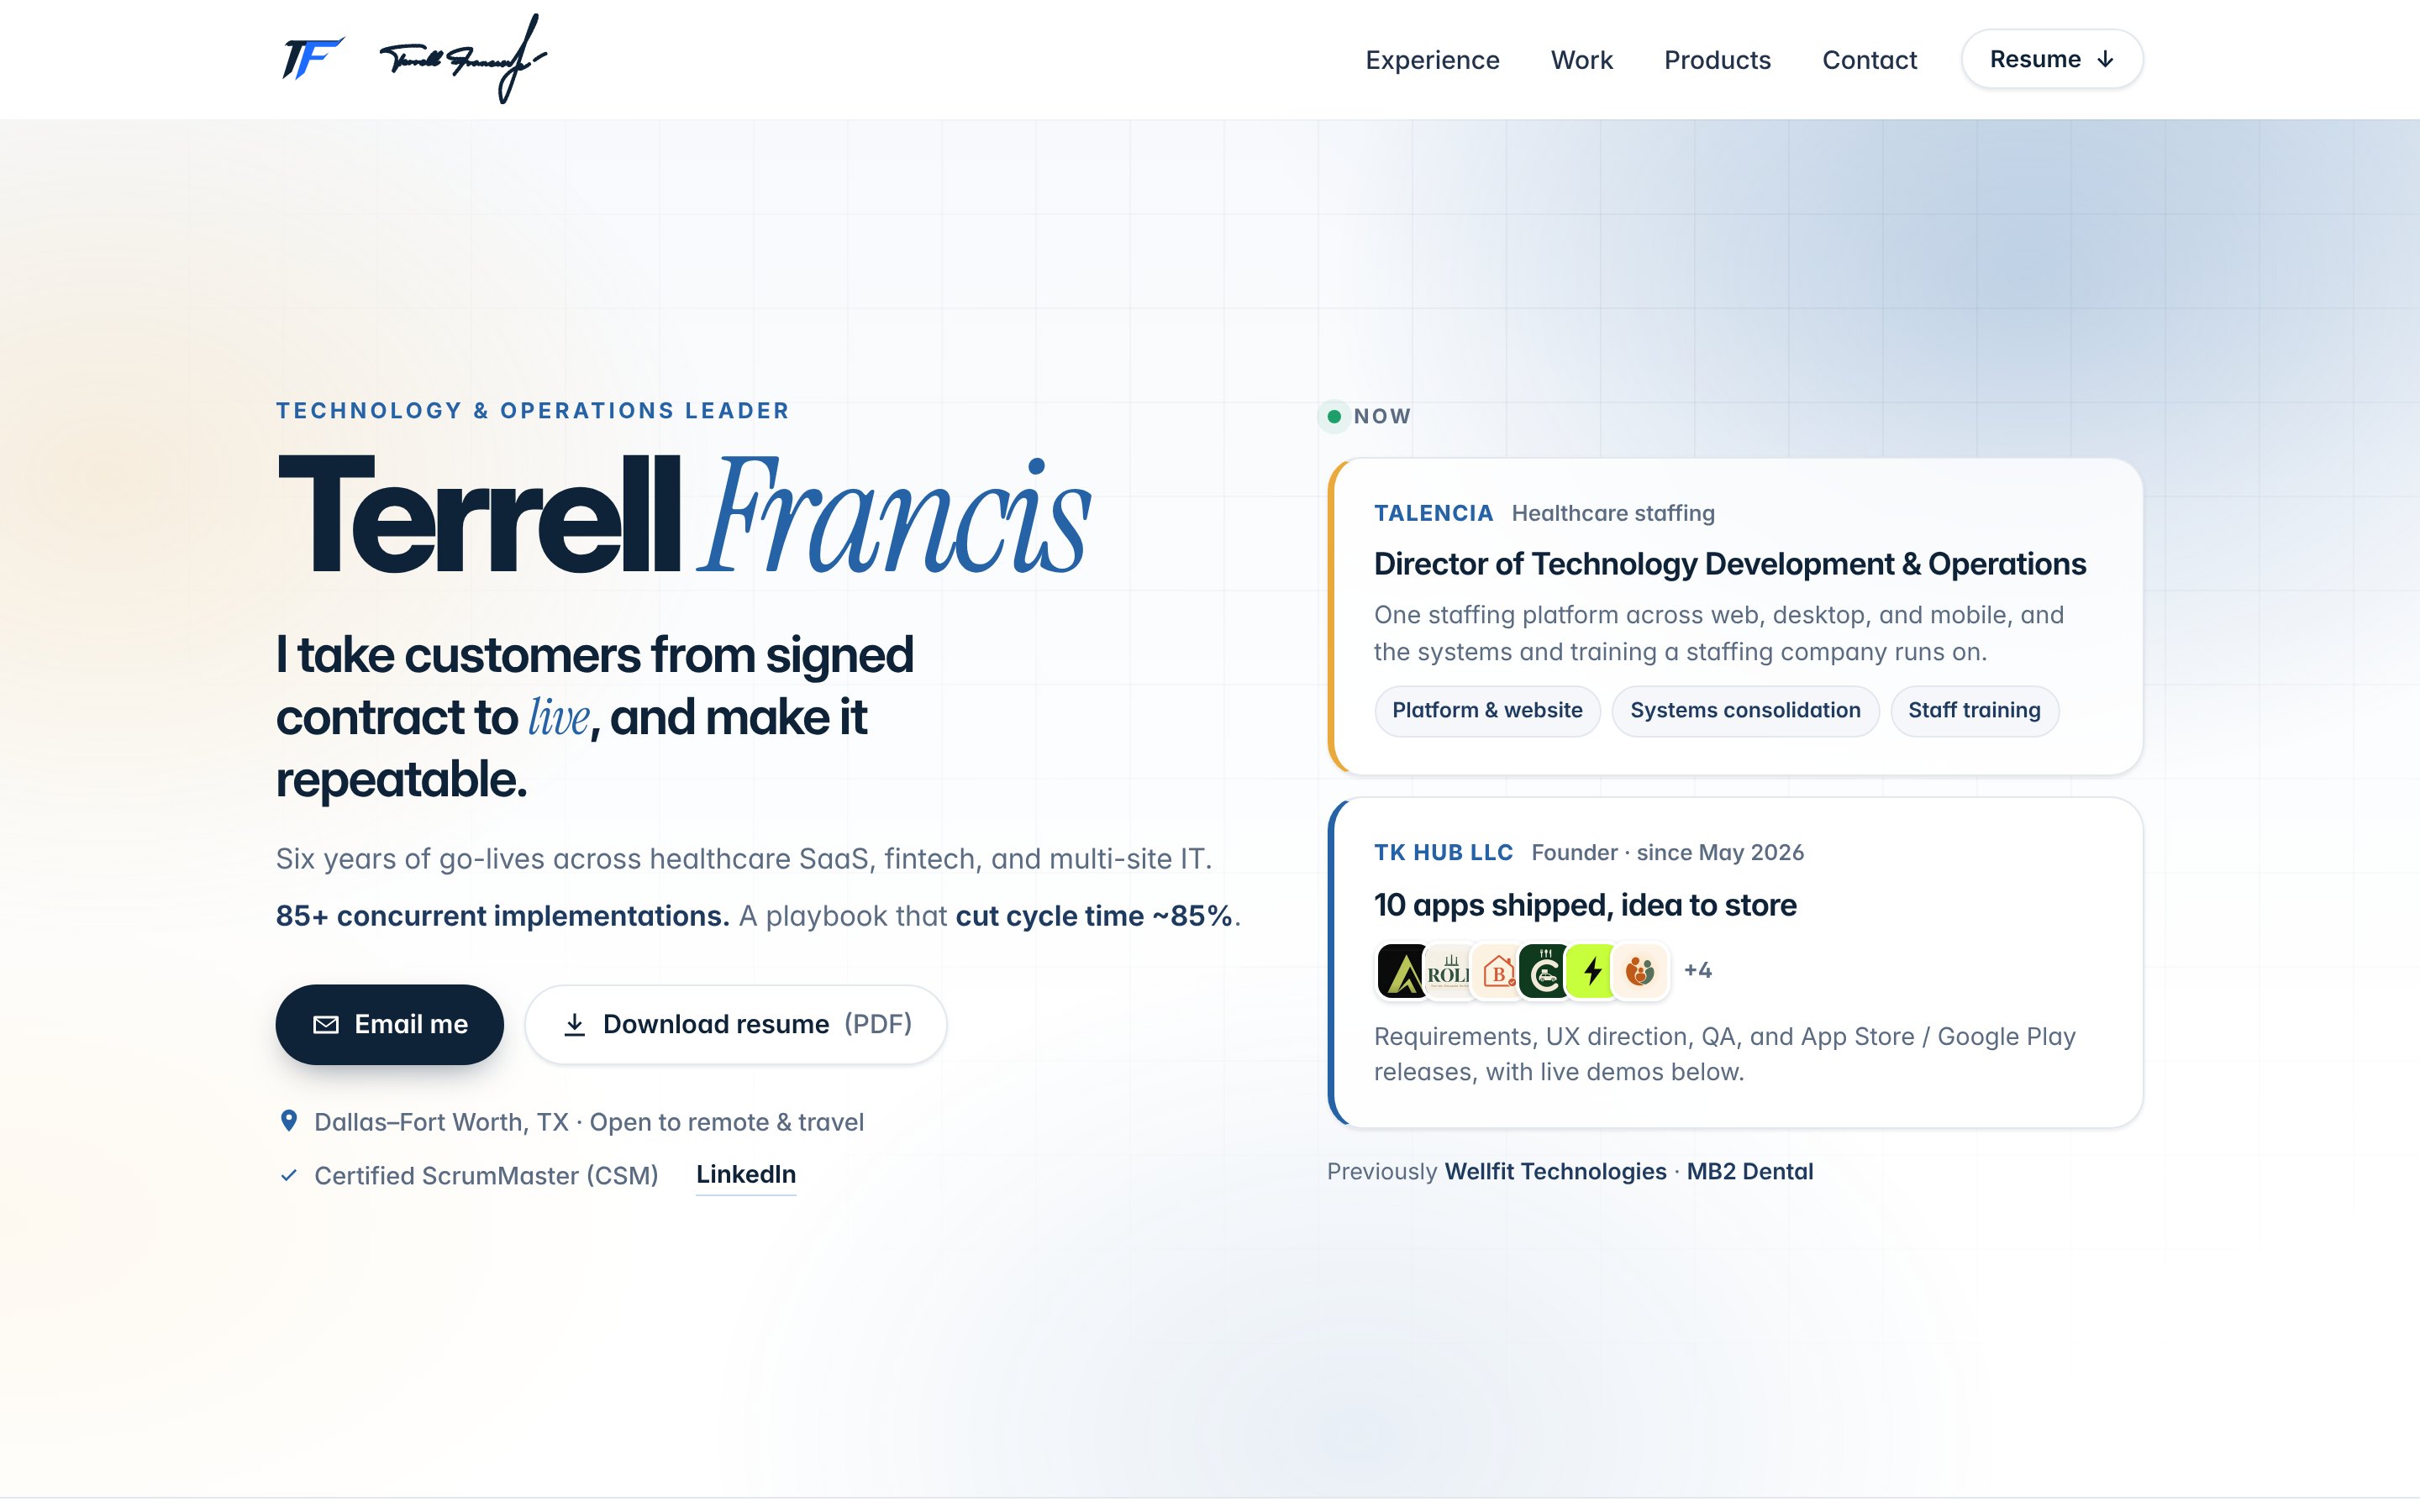 TF
Terrell Francis
Experience
Work
Products
Contact
Resume
TECHNOLOGY & OPERATIONS LEADER
Terrell Francis
I take customers from signed
contract to live, and make it
repeatable.
Six years of go-lives across healthcare SaaS, fintech, and multi-site IT.
85+ concurrent implementations. A playbook that cut cycle time ~85%.
Email me
Download resume (PDF)
Dallas–Fort Worth, TX · Open to remote & travel
Certified ScrumMaster (CSM) LinkedIn
NOW
TALENCIA Healthcare staffing
Director of Technology Development & Operations
One staffing platform across web, desktop, and mobile, and
the systems and training a staffing company runs on.
Platform & website
Systems consolidation
Staff training
TK HUB LLC Founder · since May 2026
10 apps shipped, idea to store
B
C
+4
Requirements, UX direction, QA, and App Store / Google Play
releases, with live demos below.
Previously Wellfit Technologies · MB2 Dental